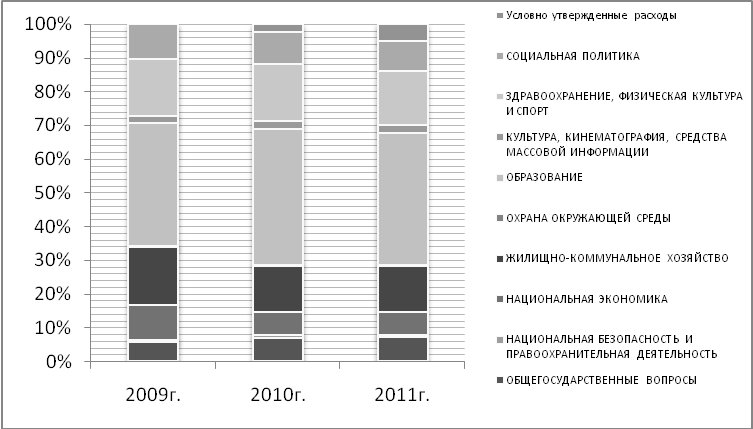 100%
90%
80%
70%
60%
50%
40%
30%
20%
10%
0%
2009г.
2010г.
2011г.
Условно утвержденные расходы
СОЦИАЛЬНАЯ ПОЛИТИКА
ЗДРАВООХРАНЕНИЕ, ФИЗИЧЕСКАЯ КУЛЬТУРА
И СПОРТ
КУЛЬТУРА, КИНЕМАТОГРАФИЯ, СРЕДСТВА
МАССОВОЙ ИНФОРМАЦИИ
ОБРАЗОВАНИЕ
ОХРАНА ОКРУЖАЮЩЕЙ СРЕДЫ
ЖИЛИЩНО-КОММУНАЛЬНОЕ ХОЗЯЙСТВО
НАЦИОНАЛЬНАЯ ЭКОНОМИКА
НАЦИОНАЛЬНАЯ БЕЗОПАСНОСТЬ И
ПРАВООХРАНИТЕЛЬНАЯ ДЕЯТЕЛЬНОСТЬ
ОБЩЕГОСУДАРСТВЕННЫЕ ВОПРОСЫ